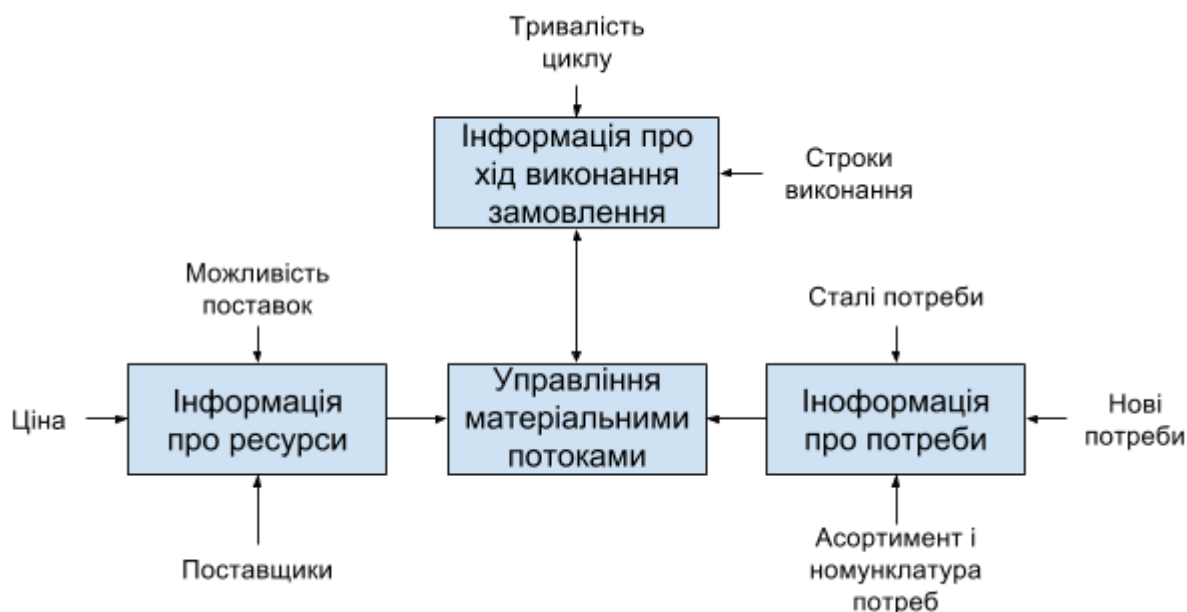 Тривалість
циклу
Інформація про
хід виконання
замовлення
Строки
виконання
Можливість
поставок
Сталі потреби
Ціна
Інформація
про ресурси
Управління
матеріальними
потоками
Іноформація
про потреби
Нові
потреби
Поставщики
Асортимент і
номунклатура
потреб